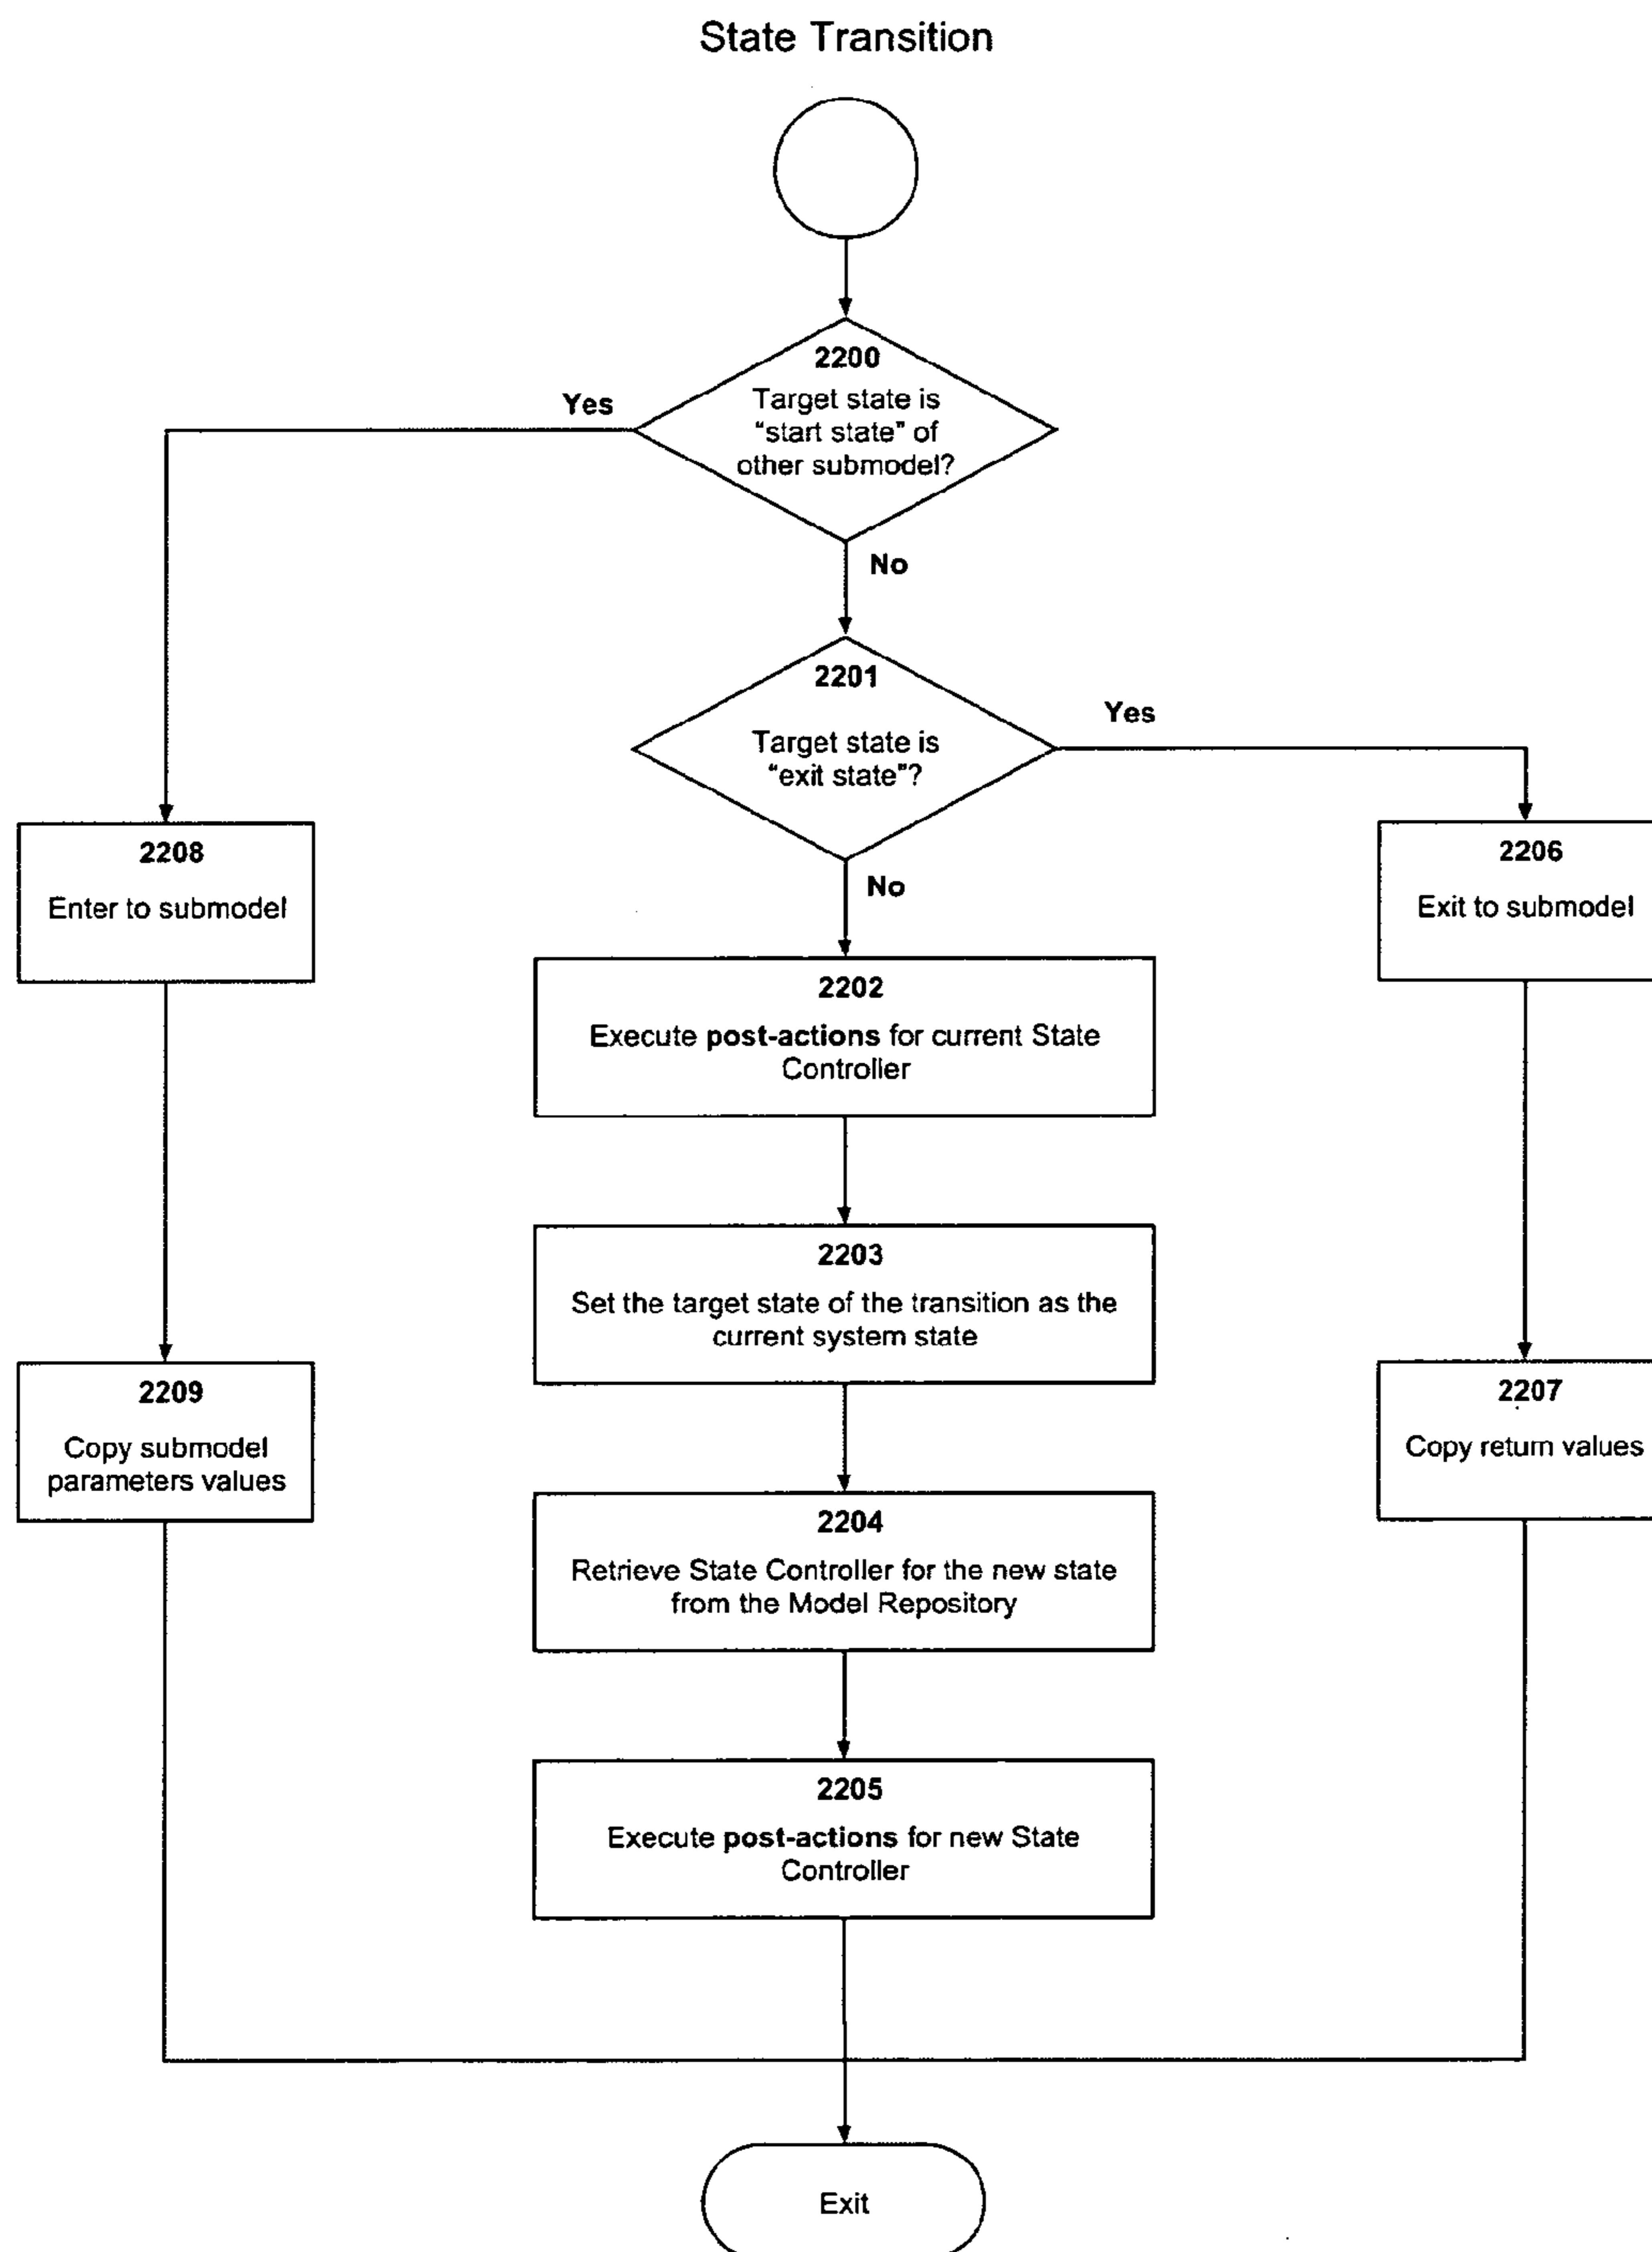 State Transition
2200
Target state is
"start state" of
other submodel?
Yes
No
2201
Target state is
"exit state"?
Yes
No
2208
Enter to submodel
2206
Exit to submodel
2202
Execute post-actions for current State
Controller
2203
Set the target state of the transition as the
current system state
2209
Copy submodel
parameters values
2207
Copy return values
2204
Retrieve State Controller for the new state
from the Model Repository
2205
Execute post-actions for new State
Controller
Exit